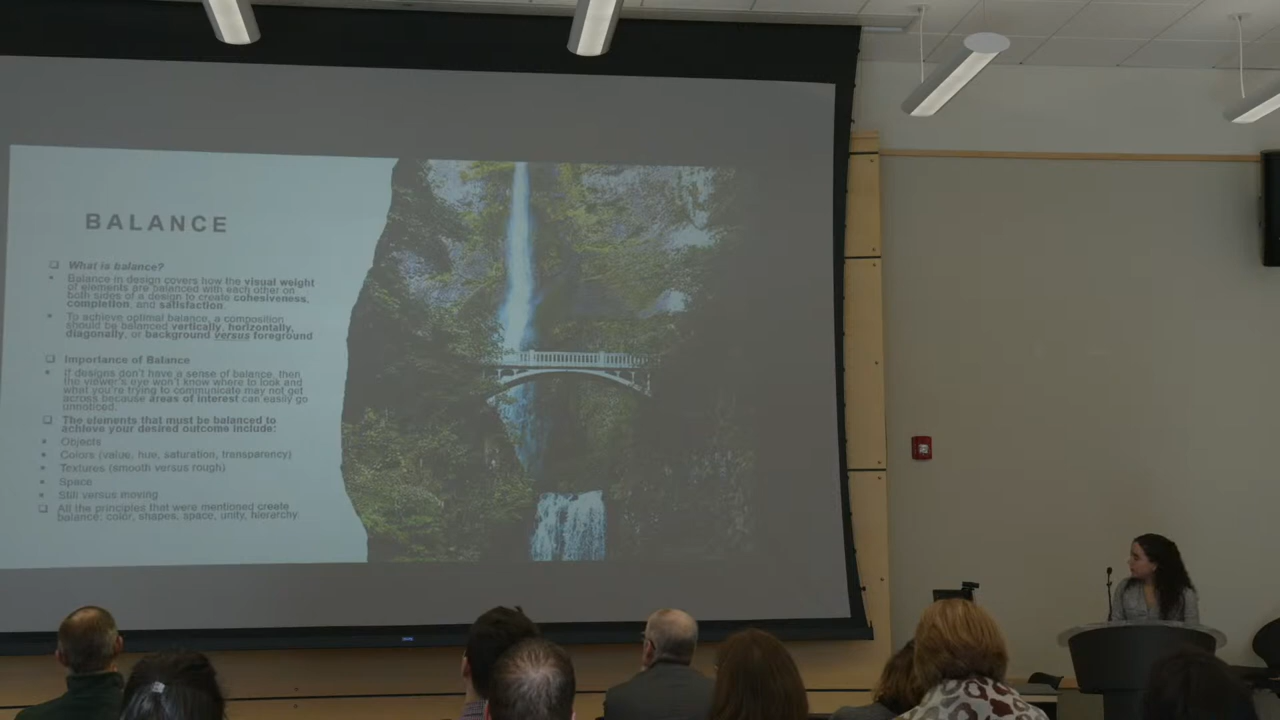 BALANCE
What is balance?
Balance in design covers how the visual weight
of elements are balanced with each other on
both sides of a design to create cohesiveness,
completion, and satisfaction.
To achieve optimal balance, a composition
should be balanced vertically, horizontally,
diagonally, or background versus foreground
Importance of Balance
If designs don't have a sense of balance, then
the viewer's eye won't know where to look and
what you're trying to communicate may not get
across because areas of interest can easily go
unnoticed.
The elements that must be balanced to
achieve your desired outcome include:
Objects
Colors (value, hue, saturation, transparency)
Textures (smooth versus rough)
Space
Still versus moving
All the principles that were mentioned create
balance: color, shapes, space, unity, hierarchy.